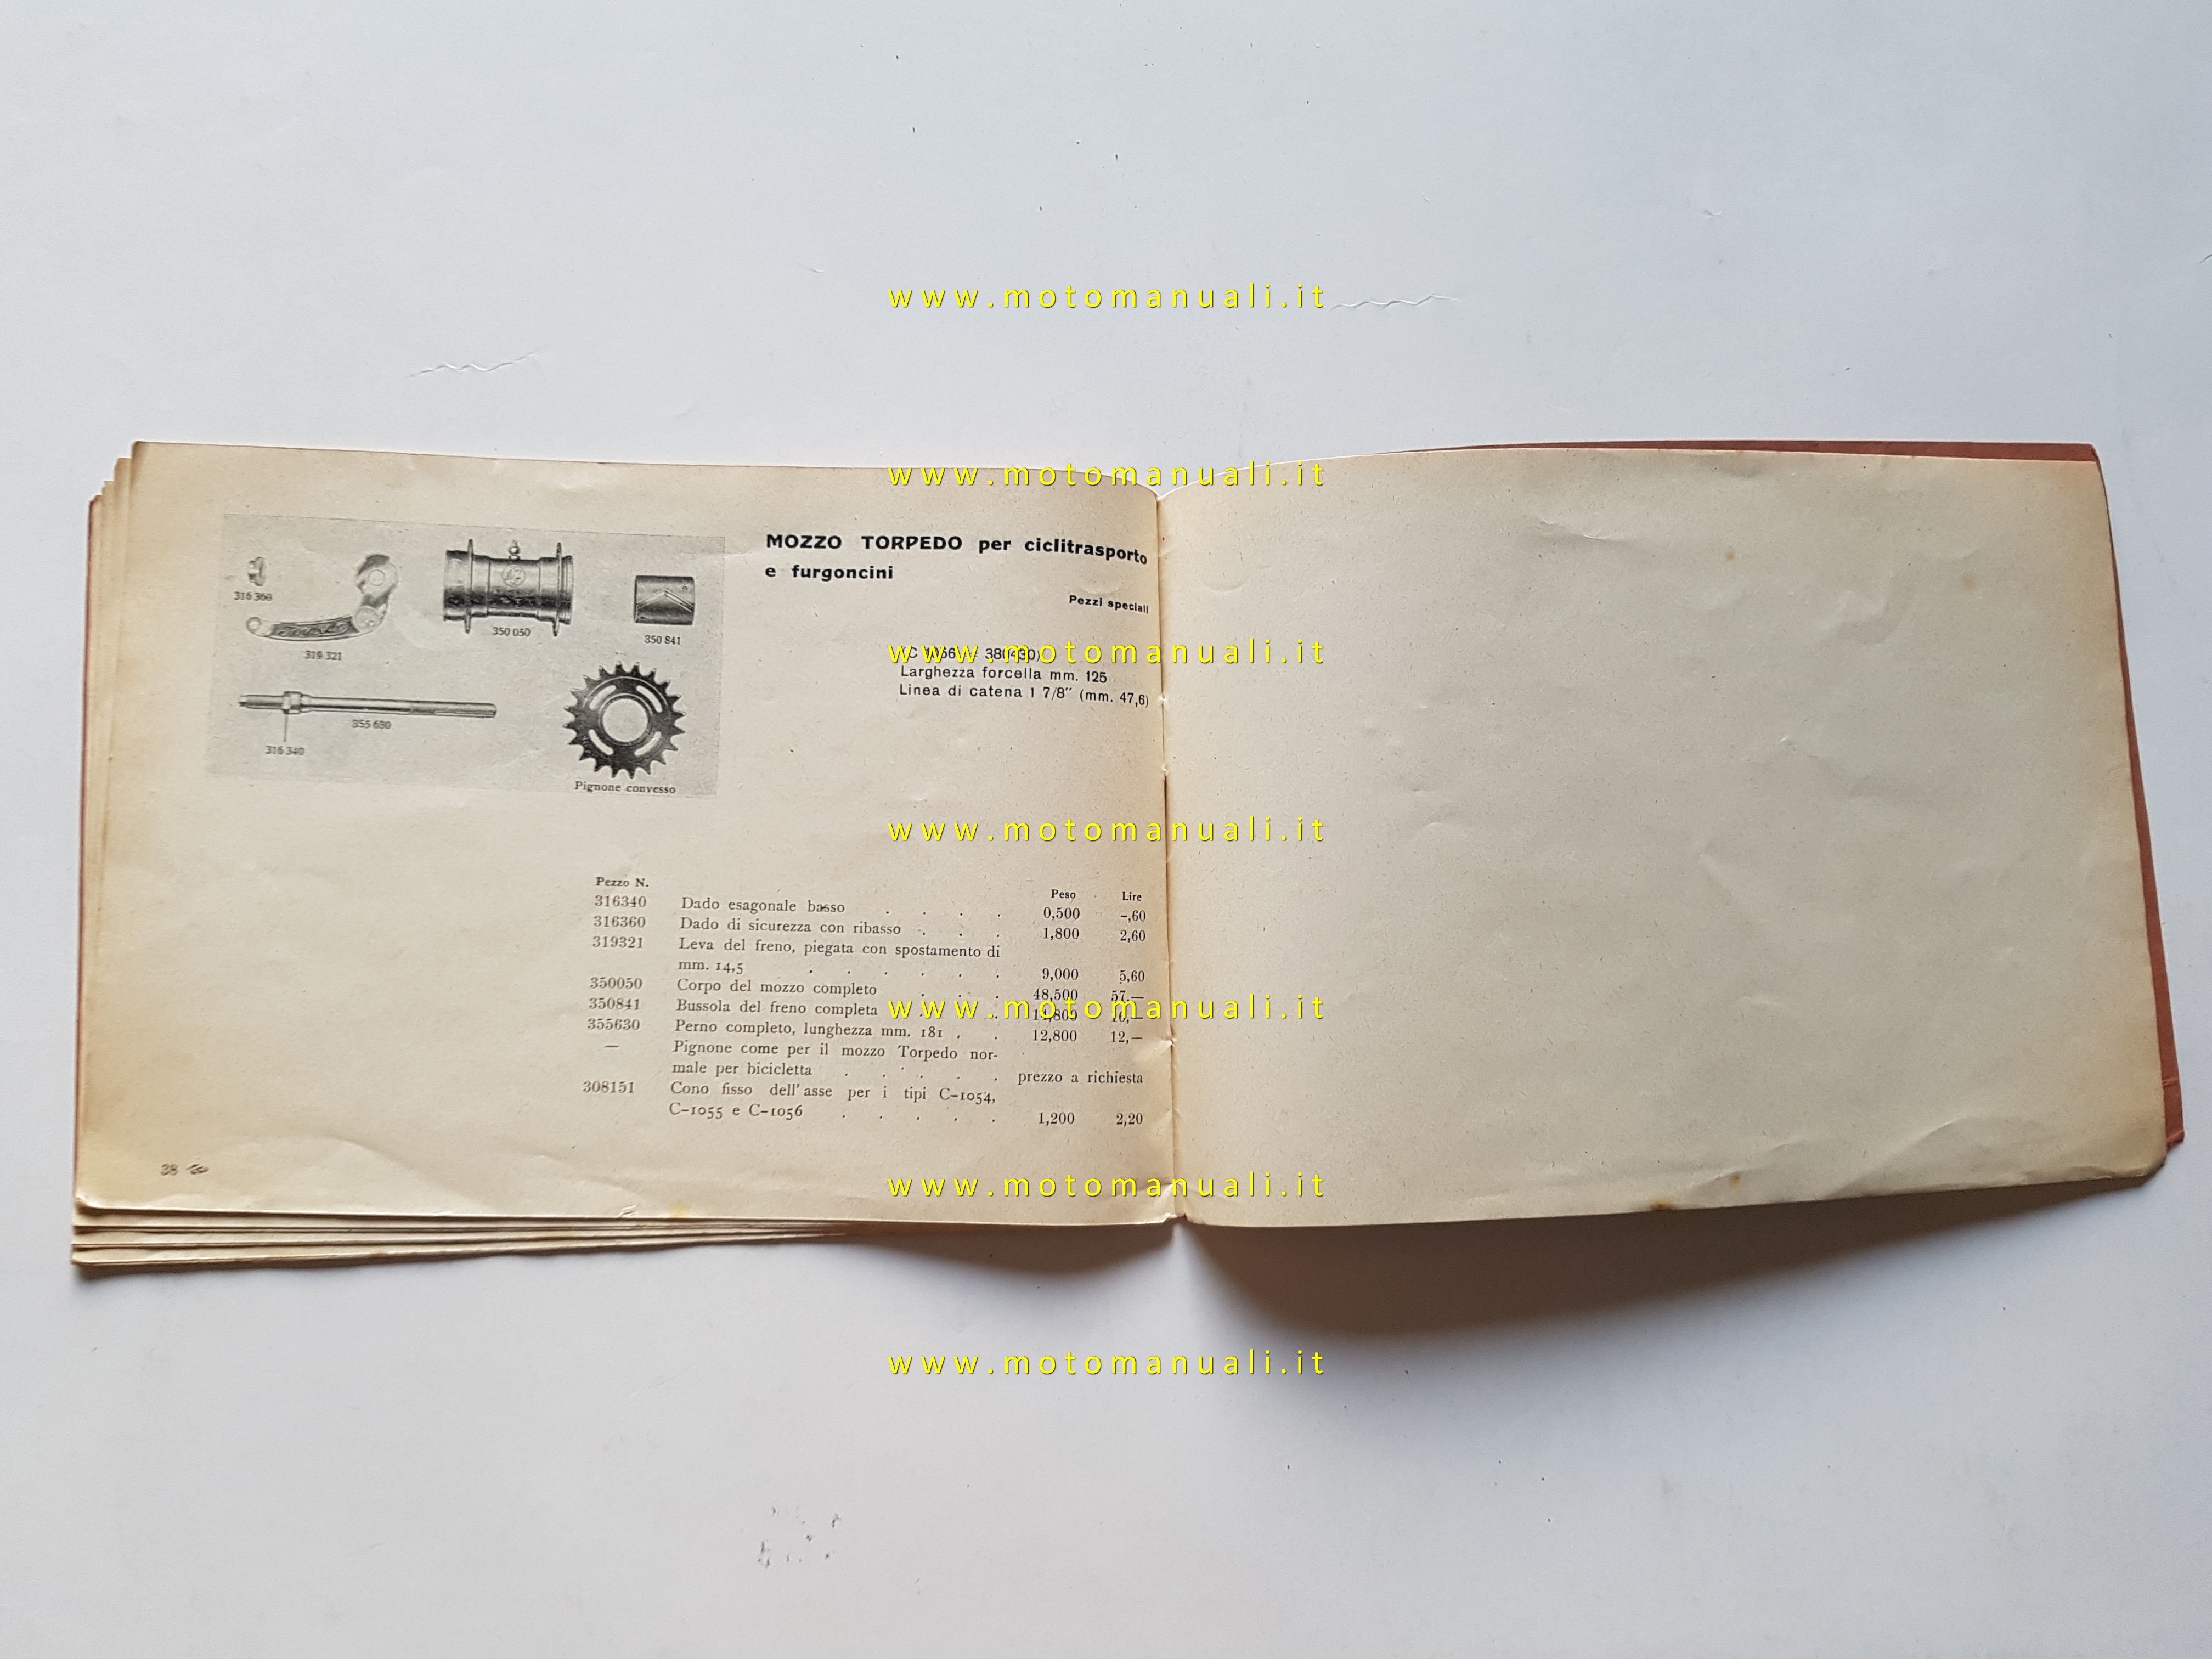 www.motomanuali.it
www.motomanuali.it
MOZZO TORPEDO per ciclitrasporto
e furgoncini
Pezzi speciali
316 360
319 321
350 050
350 841
355 630
316 340
Pignone convesso
www.motomanuali.it
Larghezza forcella mm. 125
Linea di catena 1 7/8" (mm. 47,6)
www.motomanuali.it
Pezzo N. Peso Lire
316340 Dado esagonale basso . . . . 0,500 -,60
316360 Dado di sicurezza con ribasso . . . 1,800 2,60
319321 Leva del freno, piegata con spostamento di
mm. 14,5 . . . . . . 9,000 5,60
350050 Corpo del mozzo completo . . . 48,500 57,—
350841 Bussola del freno completa
www.motomanuali.it
355630 Perno completo, lunghezza mm. 181 . . 12,800 12,—
— Pignone come per il mozzo Torpedo nor-
male per bicicletta . . . . . prezzo a richiesta
308151 Cono fisso dell'asse per i tipi C-1054,
C-1055 e C-1056 . . . . . 1,200 2,20
38
www.motomanuali.it
www.motomanuali.it